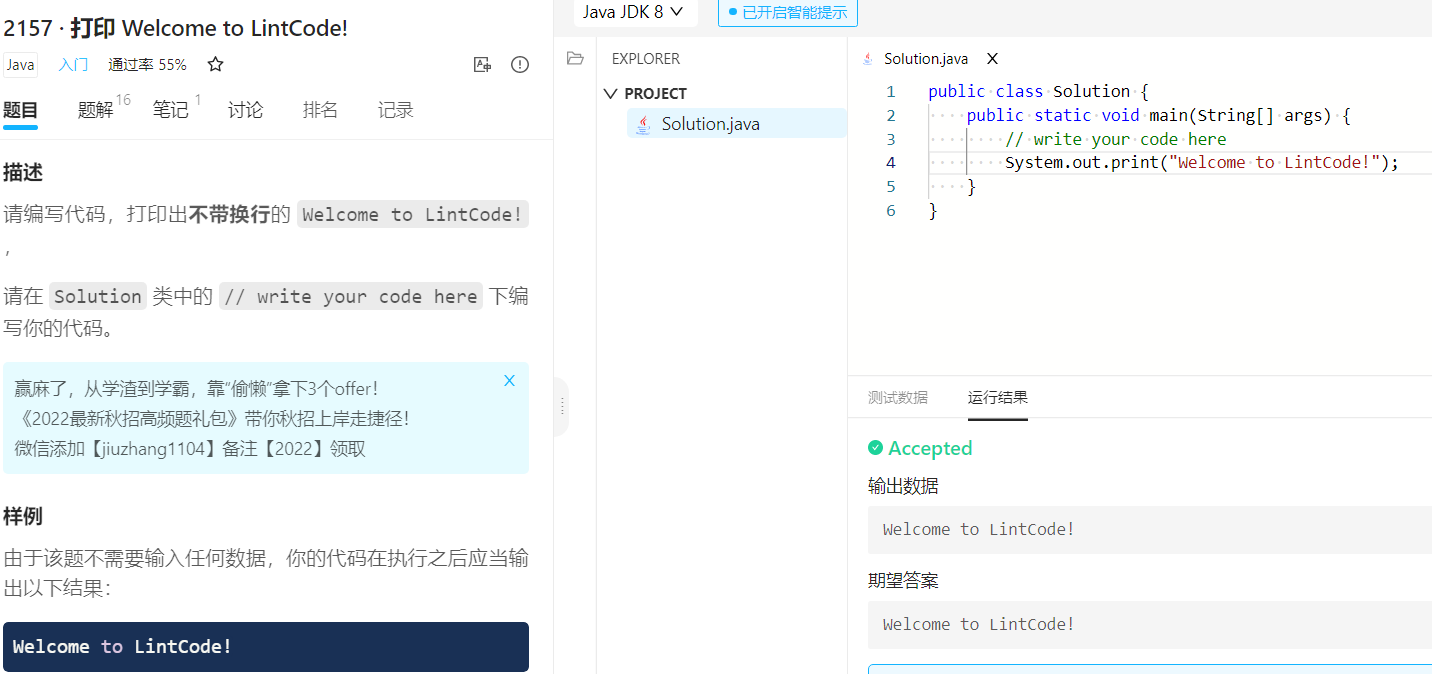 2157 · 打印 Welcome to LintCode!
Java 入门 通过率 55%
题目 题解 16 笔记 1 讨论 排名 记录
描述
请编写代码，打印出不带换行的 Welcome to LintCode!
，
请在 Solution 类中的 // write your code here 下编
写你的代码。
赢麻了，从学渣到学霸，靠“偷懒”拿下3个offer！
《2022最新秋招高频题礼包》带你秋招上岸走捷径！
微信添加【jiuzhang1104】备注【2022】领取
样例
由于该题不需要输入任何数据，你的代码在执行之后应当输
出以下结果：
Welcome to LintCode!
Java JDK 8 已开启智能提示
EXPLORER
PROJECT
Solution.java
Solution.java
1 public class Solution {
2 public static void main(String[] args) {
3 // write your code here
4 System.out.print("Welcome to LintCode!");
5 }
6 }
测试数据 运行结果
Accepted
输出数据
Welcome to LintCode!
期望答案
Welcome to LintCode!